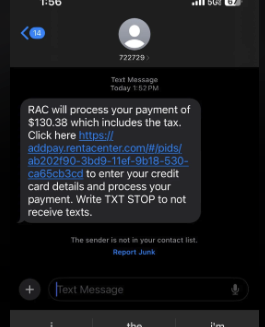 1:56
5G
67
14
722729 >
Text Message
Today 1:52 PM
RAC will process your payment of
$130.38 which includes the tax.
Click here https://
addpay.rentacenter.com/#/pids/
ab202f90-3bd9-11ef-9b18-530-
ca65cb3cd to enter your credit
card details and process your
payment. Write TXT STOP to not
receive texts.
The sender is not in your contact list.
Report Junk
Text Message
i
the
i'm